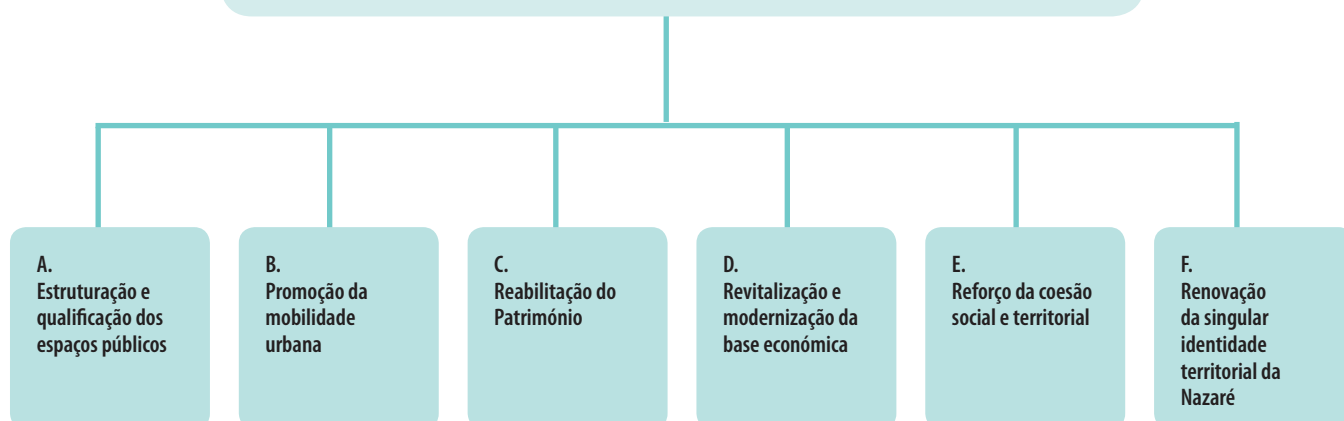 A.
Estruturação e
qualificação dos
espaços públicos
B.
Promoção da
mobilidade
urbana
C.
Reabilitação do
Património
D.
Revitalização e
modernização da
base económica
E.
Reforço da coesão
social e territorial
F.
Renovação
da singular
identidade
territorial da
Nazaré